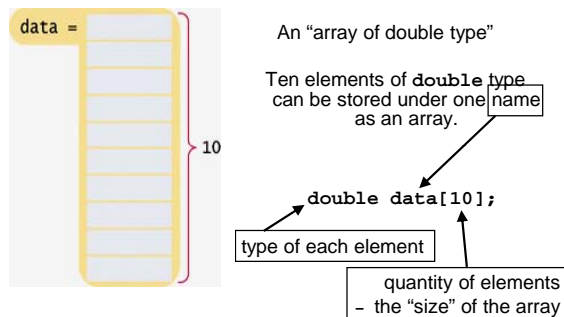 data =
10
An “array of double type”
Ten elements of double type
can be stored under one name
as an array.
double data[10];
type of each element
quantity of elements
– the “size” of the array